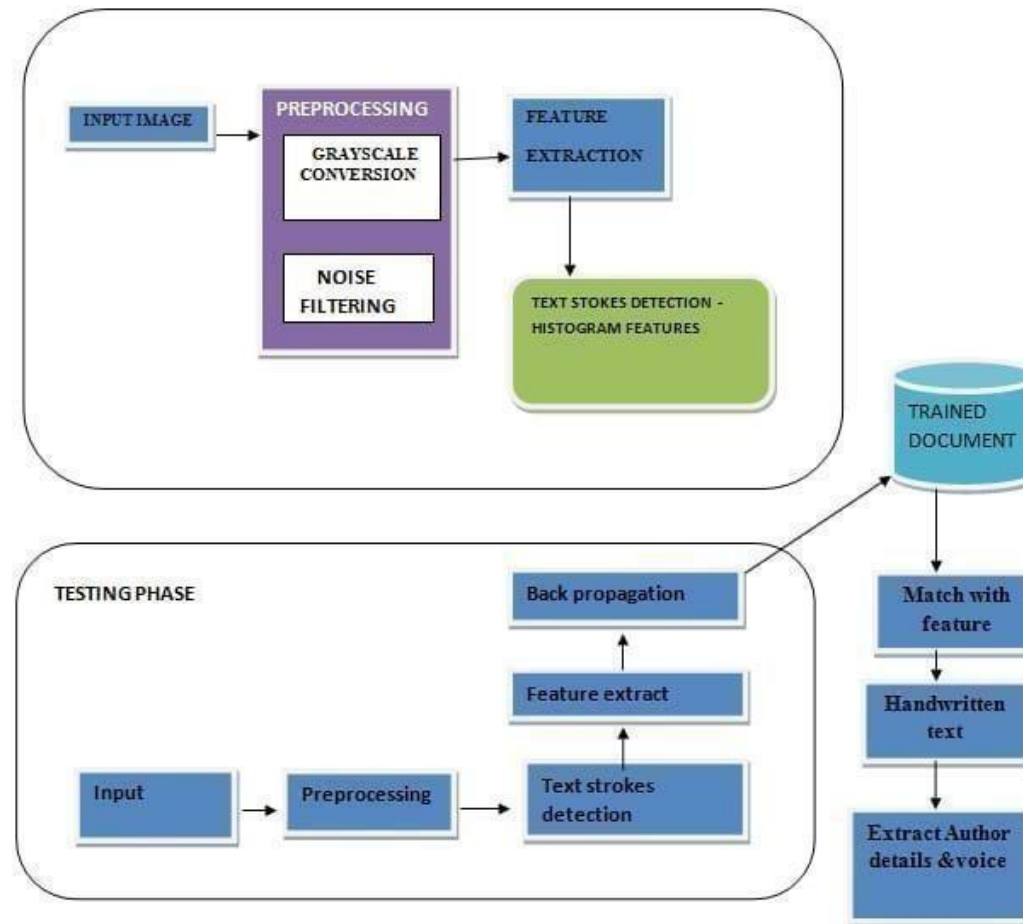 INPUT IMAGE
PREPROCESSING
GRAYSCALE
CONVERSION
NOISE
FILTERING
FEATURE
EXTRACTION
TEXT STOKES DETECTION -
HISTOGRAM FEATURES
TRAINED
DOCUMENT
TESTING PHASE
Input
Preprocessing
Text strokes
detection
Feature extract
Back propagation
Match with
feature
Handwritten
text
Extract Author
details &voice